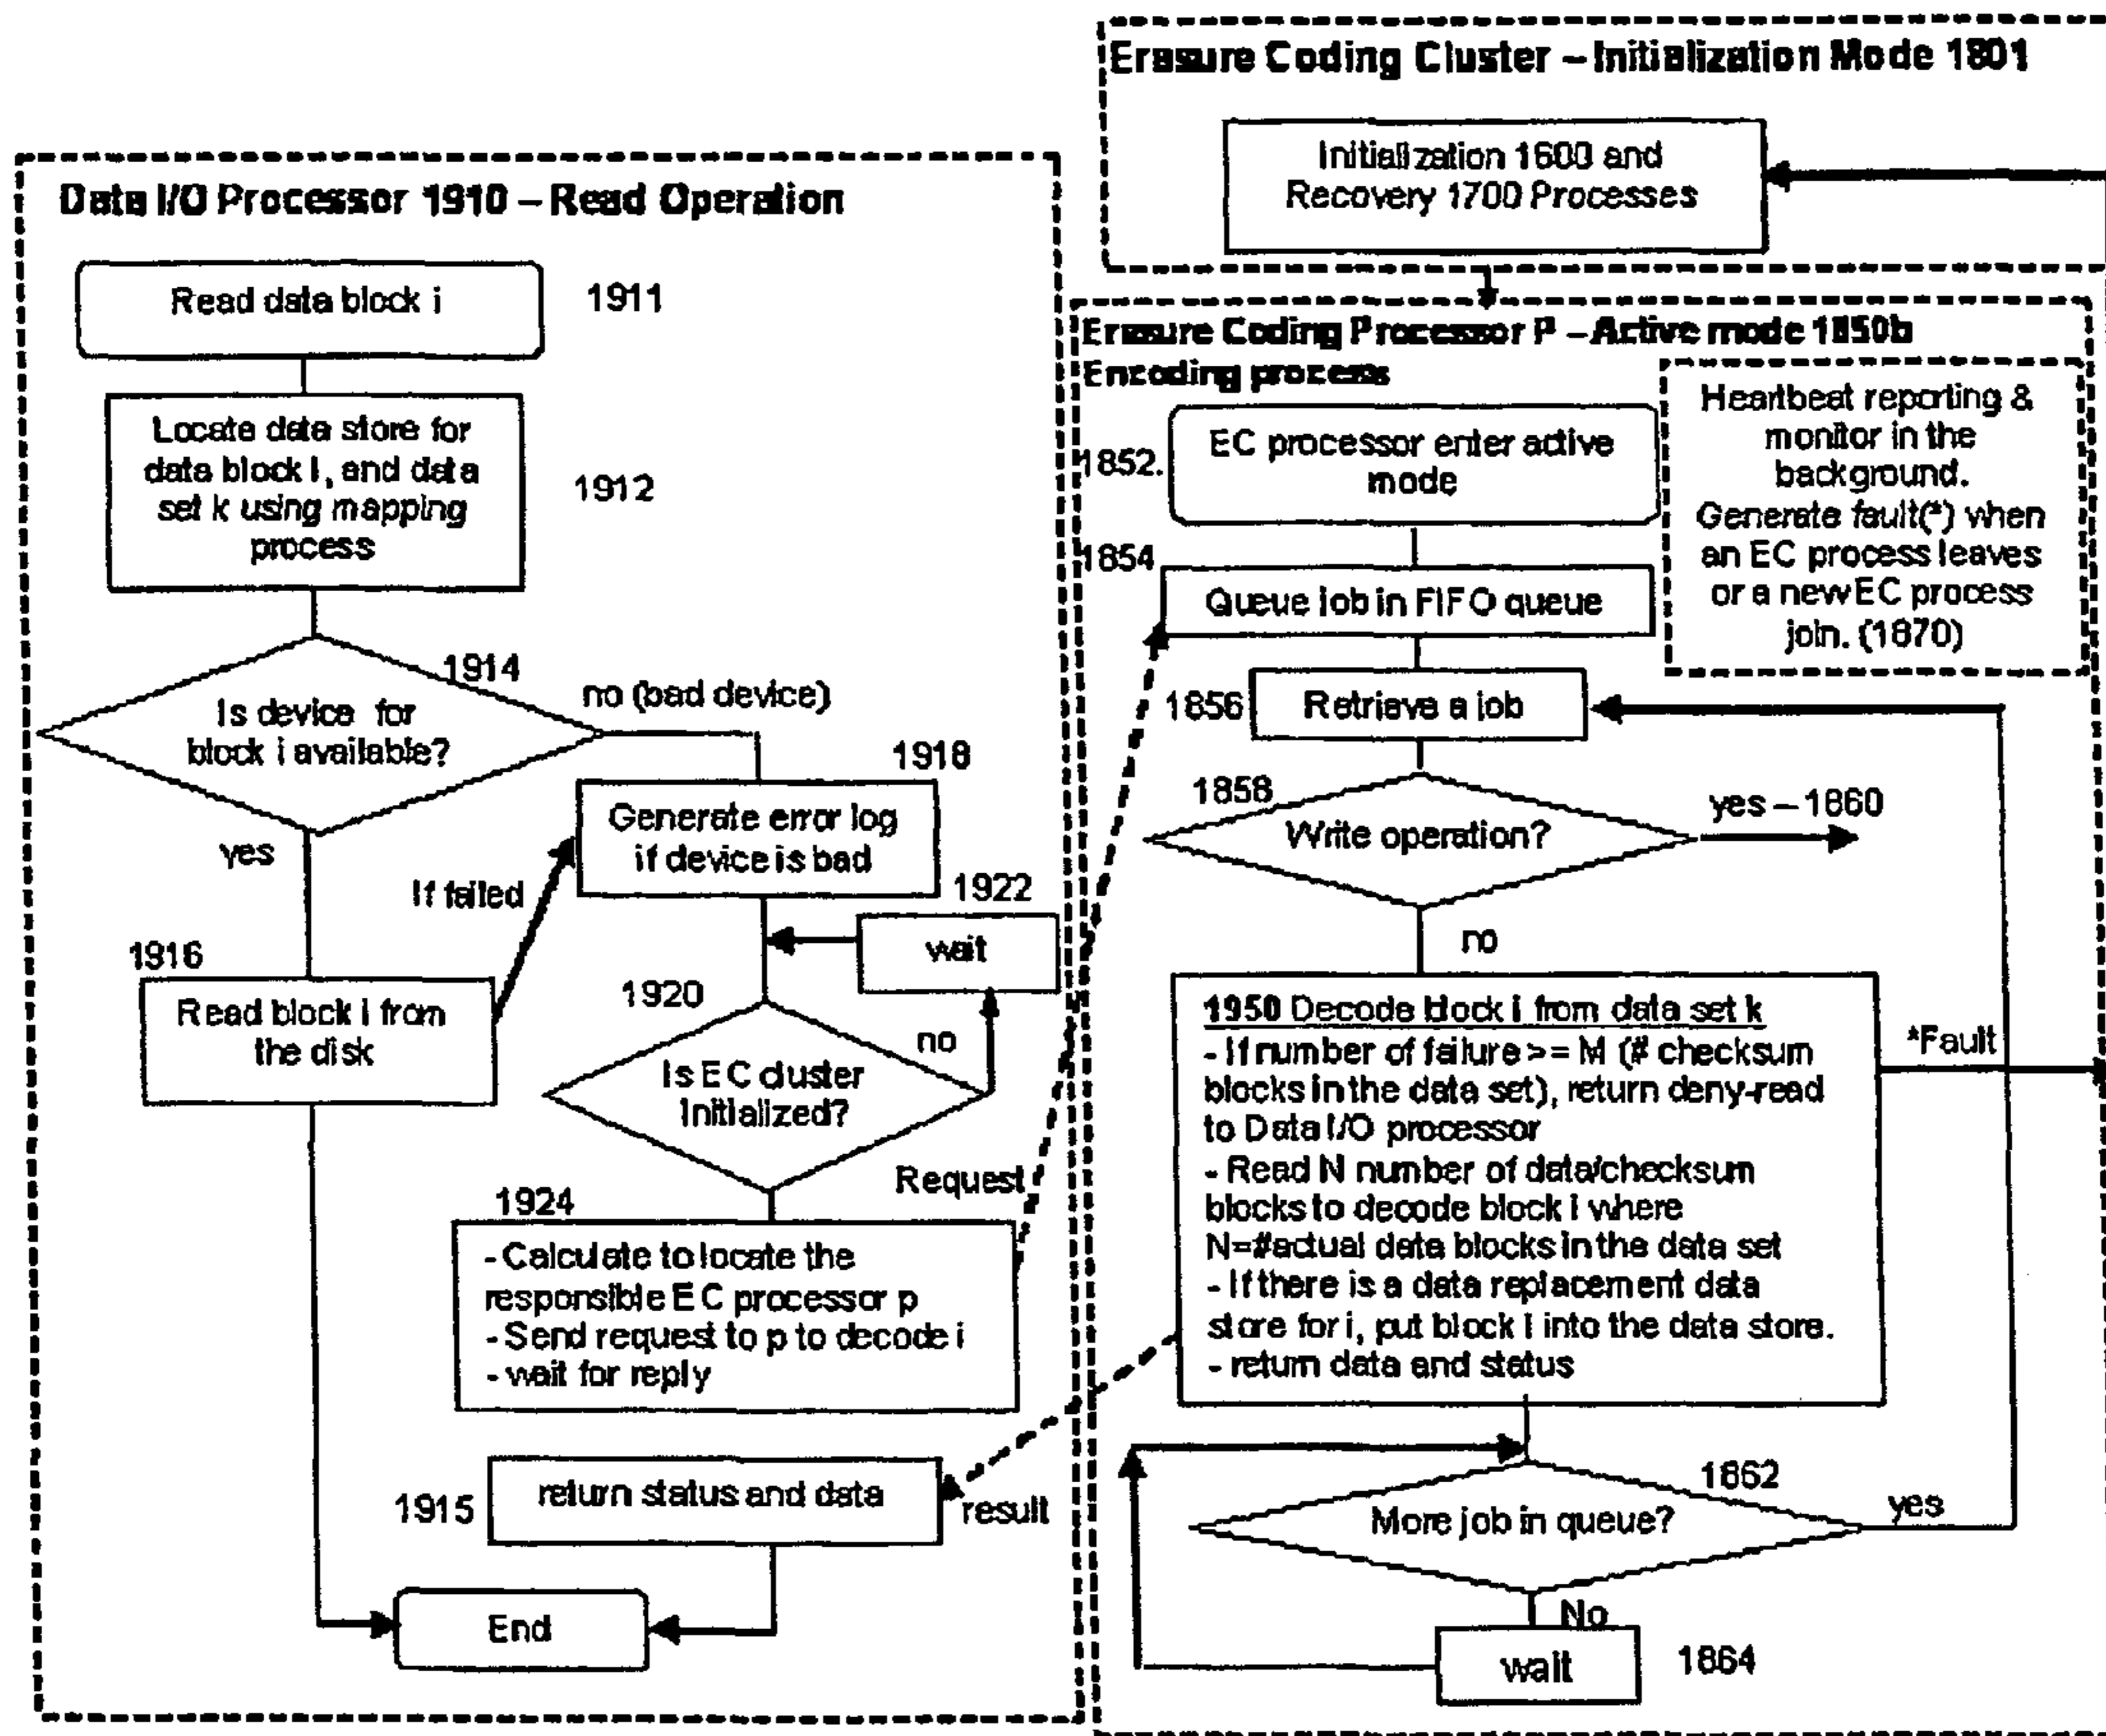 Erasure Coding Cluster – Initialization Mode 1801
Initialization 1600 and
Recovery 1700 Processes
Data I/O Processor 1910 – Read Operation
Read data block i
1911
Locate data store for
data block i, and data
set k using mapping
process
1912
1914
Is device for
block i available?
no (bad device)
yes
1918
Generate error log
if device is bad
If failed
1916
Read block i from
the disk
1922
wait
1920
Is EC cluster
Initialized?
no
Request
1924
- Calculate to locate the
responsible EC processor p
- Send request to p to decode i
- wait for reply
1915
return status and data
result
End
Erasure Coding Processor P – Active mode 1850b
Encoding process
Heartbeat reporting &
monitor in the
background.
Generate fault(*) when
an EC process leaves
or a new EC process
join. (1870)
1852.
EC processor enter active
mode
1854
Queue job in FIFO queue
1856
Retrieve a job
1858
Write operation?
yes – 1860
no
1950 Decode block i from data set k
- If number of failure >= M (# checksum
blocks in the data set), return deny-read
to Data I/O processor
- Read N number of data/checksum
blocks to decode block i where
N=#actual data blocks in the data set
- If there is a data replacement data
store for i, put block i into the data store.
- return data and status
*Fault
1862
More job in queue?
yes
No
wait
1864